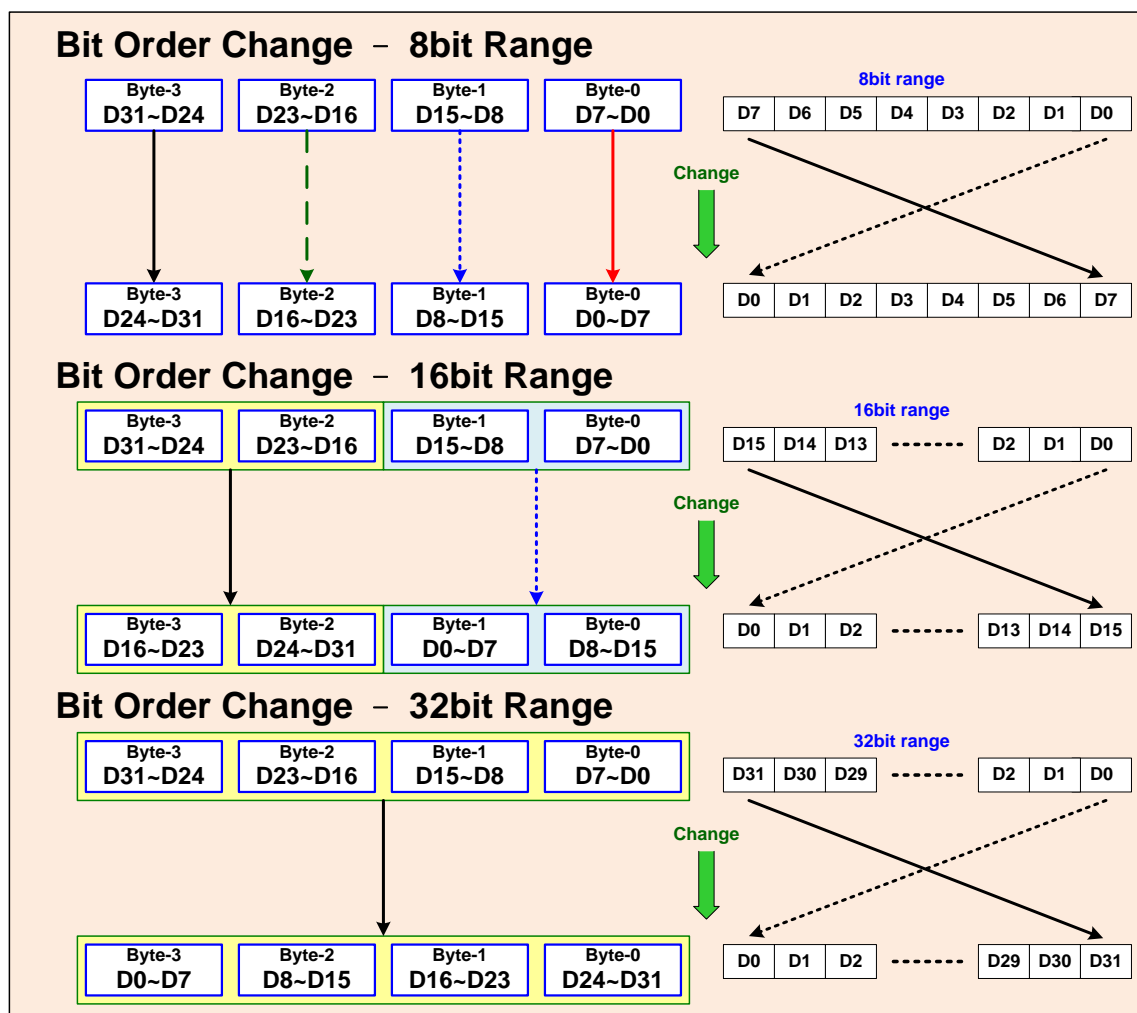 Bit Order Change – 8bit Range
Byte-3 Byte-2 Byte-1 Byte-0
D31~D24 D23~D16 D15~D8 D7~D0
8bit range
D7 D6 D5 D4 D3 D2 D1 D0
Change
Byte-3 Byte-2 Byte-1 Byte-0
D24~D31 D16~D23 D8~D15 D0~D7
D0 D1 D2 D3 D4 D5 D6 D7
Bit Order Change – 16bit Range
Byte-3 Byte-2 Byte-1 Byte-0
D31~D24 D23~D16 D15~D8 D7~D0
16bit range
D15 D14 D13 D2 D1 D0
Change
Byte-3 Byte-2 Byte-1 Byte-0
D16~D23 D24~D31 D0~D7 D8~D15
D0 D1 D2 D13 D14 D15
Bit Order Change – 32bit Range
Byte-3 Byte-2 Byte-1 Byte-0
D31~D24 D23~D16 D15~D8 D7~D0
32bit range
D31 D30 D29 D2 D1 D0
Change
Byte-3 Byte-2 Byte-1 Byte-0
D0~D7 D8~D15 D16~D23 D24~D31
D0 D1 D2 D29 D30 D31